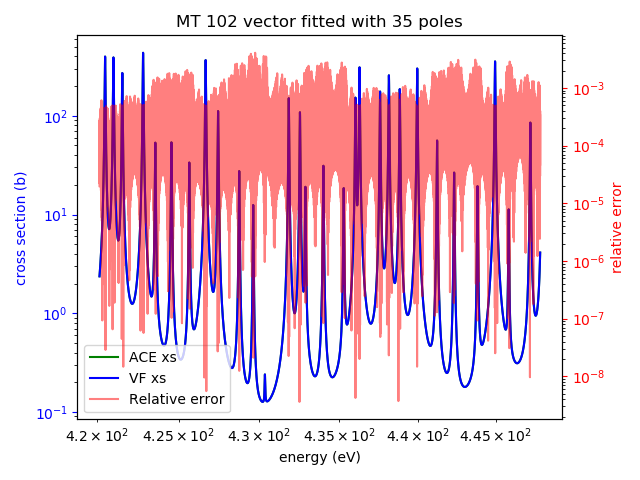 MT 102 vector fitted with 35 poles
10²
10¹
10⁰
10⁻¹
cross section (b)
10⁻³
10⁻⁴
10⁻⁵
10⁻⁶
10⁻⁷
10⁻⁸
relative error
ACE xs
VF xs
Relative error
4.2 × 10² 4.25 × 10² 4.3 × 10² 4.35 × 10² 4.4 × 10² 4.45 × 10²
energy (eV)